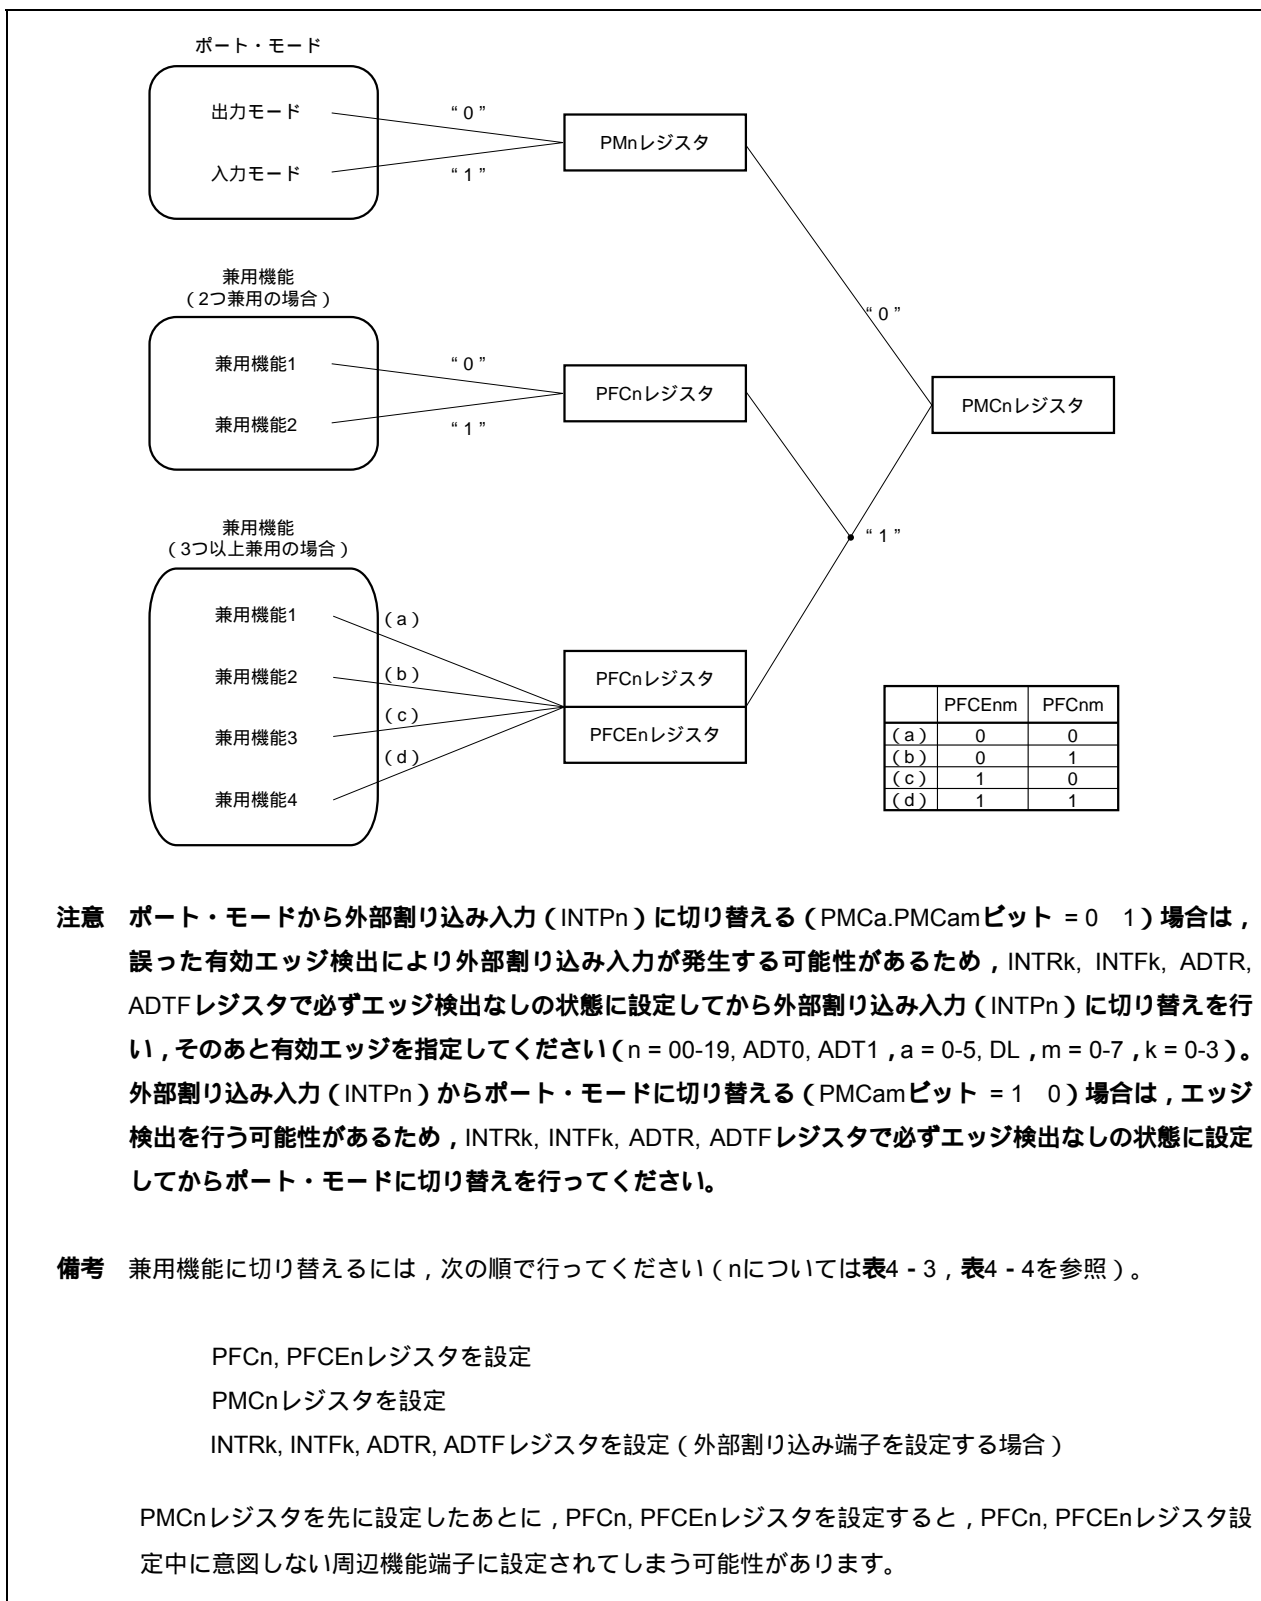 ポート・モード
出力モード
入力モード
“ 0 ”
“ 1 ”
PMnレジスタ
兼用機能
（2つ兼用の場合）
兼用機能1
兼用機能2
“ 0 ”
“ 1 ”
PFCnレジスタ
“ 0 ”
PMCnレジスタ
“ 1 ”
兼用機能
（3つ以上兼用の場合）
兼用機能1
兼用機能2
兼用機能3
兼用機能4
（a）
（b）
（c）
（d）
PFCnレジスタ
PFCEnレジスタ
PFCEnm PFCnm
（a） 0 0
（b） 0 1
（c） 1 0
（d） 1 1
注意 ポート・モードから外部割り込み入力（INTPn）に切り替える（PMCa.PMCamビット = 0 1）場合は，
誤った有効エッジ検出により外部割り込み入力が発生する可能性があるため，INTRk, INTFk, ADTR,
ADTFレジスタで必ずエッジ検出なしの状態に設定してから外部割り込み入力（INTPn）に切り替えを行
い，そのあと有効エッジを指定してください（n = 00-19, ADT0, ADT1，a = 0-5, DL，m = 0-7，k = 0-3）。
外部割り込み入力（INTPn）からポート・モードに切り替える（PMCamビット = 1 0）場合は，エッジ
検出を行う可能性があるため，INTRk, INTFk, ADTR, ADTFレジスタで必ずエッジ検出なしの状態に設定
してからポート・モードに切り替えを行ってください。
備考 兼用機能に切り替えるには，次の順で行ってください（nについては表4 - 3，表4 - 4を参照）。
PFCn, PFCEnレジスタを設定
PMCnレジスタを設定
INTRk, INTFk, ADTR, ADTFレジスタを設定（外部割り込み端子を設定する場合）
PMCnレジスタを先に設定したあとに，PFCn, PFCEnレジスタを設定すると，PFCn, PFCEnレジスタ設
定中に意図しない周辺機能端子に設定されてしまう可能性があります。